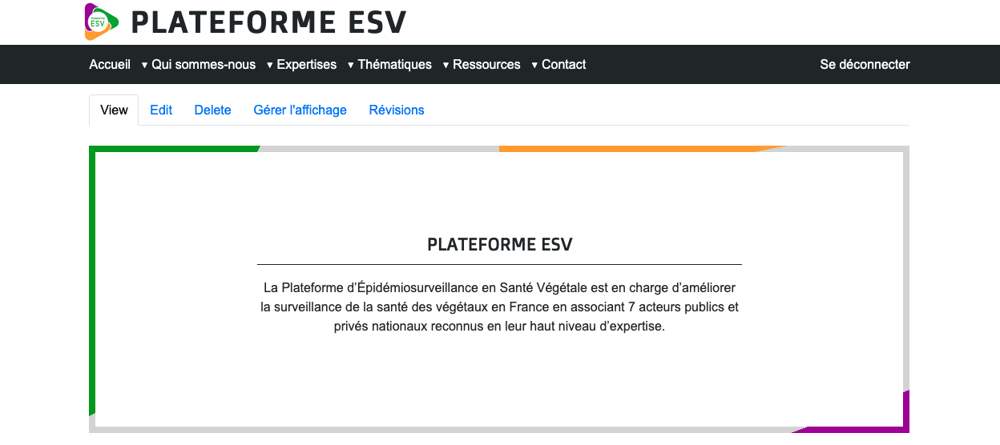 Plateforme
ESV
PLATEFORME ESV
Accueil ▾ Qui sommes-nous ▾ Expertises ▾ Thématiques ▾ Ressources ▾ Contact Se déconnecter
View Edit Delete Gérer l'affichage Révisions
PLATEFORME ESV
La Plateforme d’Épidémiosurveillance en Santé Végétale est en charge d’améliorer
la surveillance de la santé des végétaux en France en associant 7 acteurs publics et
privés nationaux reconnus en leur haut niveau d’expertise.